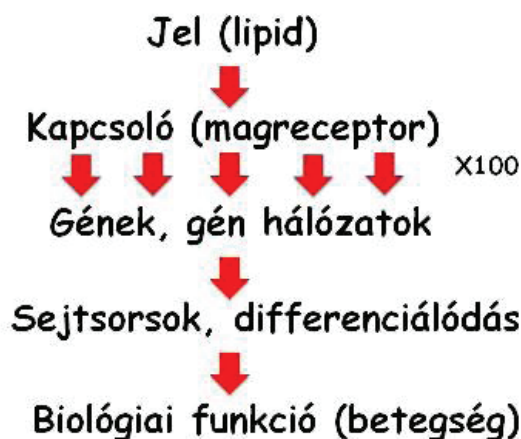 Jel (lipid)
Kapcsoló (magreceptor)
X100
Gének, gén hálózatok
Sejtsorsok, differenciálódás
Biológiai funkció (betegség)